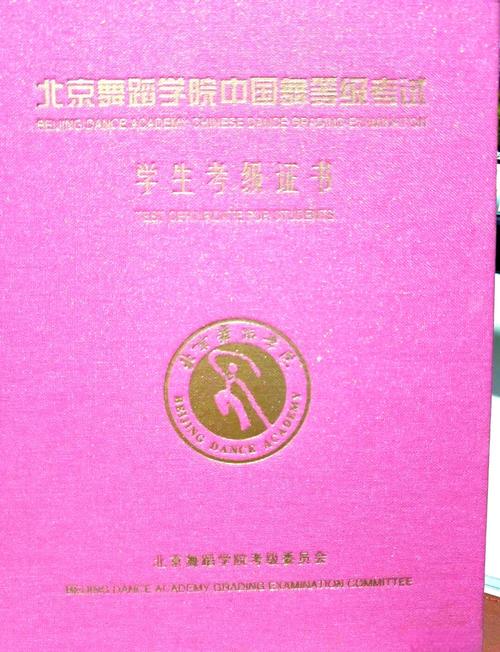 北京舞蹈学院中国舞等级考试
BEIJING DANCE ACADEMY CHINESE DANCE GRADING EXAMINATION
学生考级证书
TEST CERTIFICATE FOR STUDENTS
北京舞蹈学院
BEIJING DANCE ACADEMY
北京舞蹈学院考级委员会
BEIJING DANCE ACADEMY GRADING EXAMINATION COMMITTEE